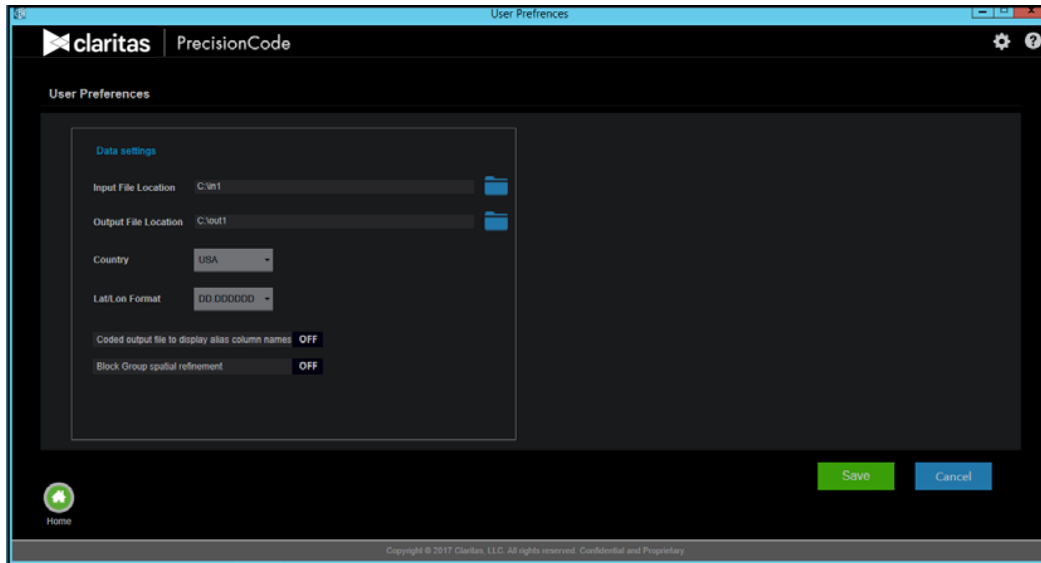 User Prefrences
claritas PrecisionCode
User Preferences
Data settings
Input File Location C:\in1
Output File Location C:\out1
Country USA
Lat/Lon Format DD.DDDDDD
Coded output file to display alias column names OFF
Block Group spatial refinement OFF
Save Cancel
Home
Copyright © 2017 Claritas, LLC. All rights reserved. Confidential and Proprietary.